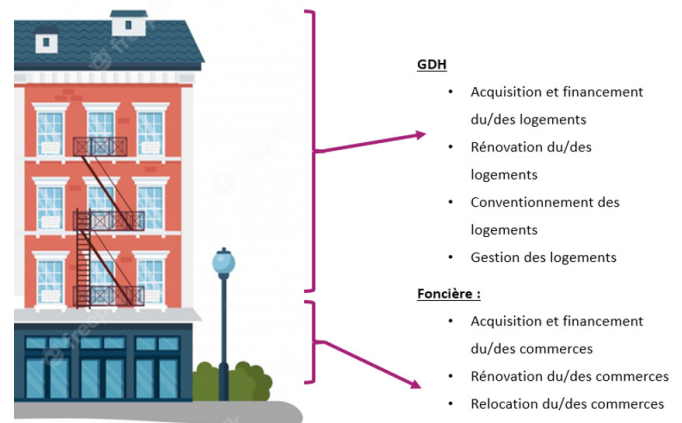 GDH
• Acquisition et financement
du/des logements
• Rénovation du/des
logements
• Conventionnement des
logements
• Gestion des logements
Foncière :
• Acquisition et financement
du/des commerces
• Rénovation du/des commerces
• Relocation du/des commerces